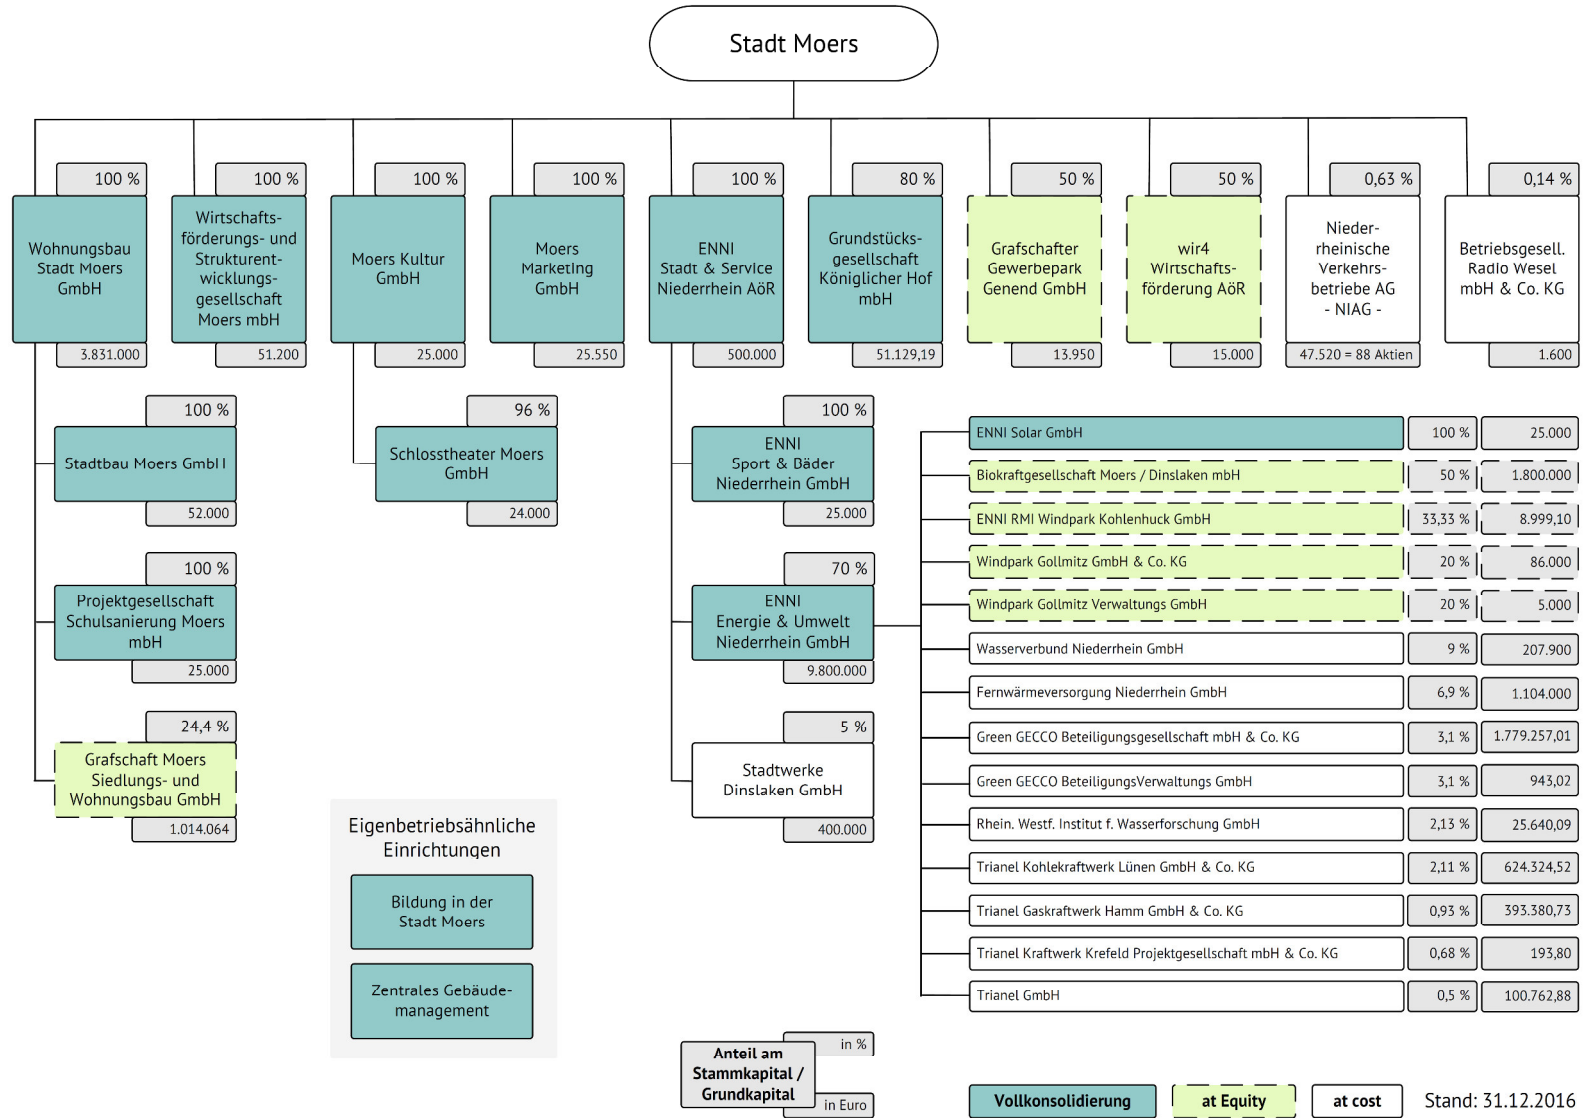 Stadt Moers
100 %
Wohnungsbau
Stadt Moers
GmbH
3.831.000
100 %
Wirtschafts-
förderungs- und
Strukturent-
wicklungs-
gesellschaft
Moers mbH
51.200
100 %
Moers Kultur
GmbH
25.000
100 %
Moers
Marketing
GmbH
25.550
100 %
ENNI
Stadt & Service
Niederrhein AöR
500.000
80 %
Grundstücks-
gesellschaft
Königlicher Hof
mbH
51.129,19
50 %
Grafschafter
Gewerbepark
Genend GmbH
13.950
50 %
wir4
Wirtschafts-
förderung AöR
15.000
0,63 %
Nieder-
rheinische
Verkehrs-
betriebe AG
- NIAG -
47.520 = 88 Aktien
0,14 %
Betriebsgesell.
Radio Wesel
mbH & Co. KG
1.600
100 %
Stadtbau Moers GmbH
52.000
100 %
Projektgesellschaft
Schulsanierung Moers
mbH
25.000
24,4 %
Grafschaft Moers
Siedlungs- und
Wohnungsbau GmbH
1.014.064
96 %
Schlosstheater Moers
GmbH
24.000
100 %
ENNI
Sport & Bäder
Niederrhein GmbH
25.000
70 %
ENNI
Energie & Umwelt
Niederrhein GmbH
9.800.000
5 %
Stadtwerke
Dinslaken GmbH
400.000
ENNI Solar GmbH 100 % 25.000
Biokraftgesellschaft Moers / Dinslaken mbH 50 % 1.800.000
ENNI RMI Windpark Kohlenhuck GmbH 33,33 % 8.999,10
Windpark Gollmitz GmbH & Co. KG 20 % 86.000
Windpark Gollmitz Verwaltungs GmbH 20 % 5.000
Wasserverbund Niederrhein GmbH 9 % 207.900
Fernwärmeversorgung Niederrhein GmbH 6,9 % 1.104.000
Green GECCO Beteiligungsgesellschaft mbH & Co. KG 3,1 % 1.779.257,01
Green GECCO BeteiligungsVerwaltungs GmbH 3,1 % 943,02
Rhein. Westf. Institut f. Wasserforschung GmbH 2,13 % 25.640,09
Trianel Kohlekraftwerk Lünen GmbH & Co. KG 2,11 % 624.324,52
Trianel Gaskraftwerk Hamm GmbH & Co. KG 0,93 % 393.380,73
Trianel Kraftwerk Krefeld Projektgesellschaft mbH & Co. KG 0,68 % 193,80
Trianel GmbH 0,5 % 100.762,88
Eigenbetriebsähnliche
Einrichtungen
Bildung in der
Stadt Moers
Zentrales Gebäude-
management
in %
Anteil am
Stammkapital /
Grundkapital
in Euro
Vollkonsolidierung
at Equity
at cost
Stand: 31.12.2016